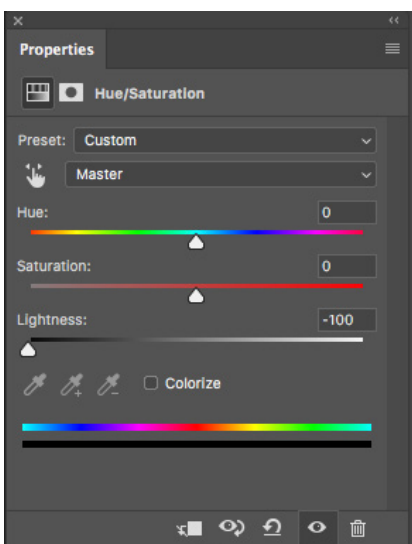 Properties
Hue/Saturation
Preset: Custom
Master
Hue: 0
Saturation: 0
Lightness: -100
Colorize